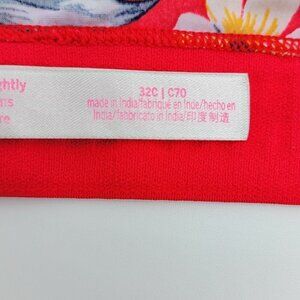 32C | C70
made in India/fabriqué en Inde/hecho en
India/fabbricato in India/印度制造